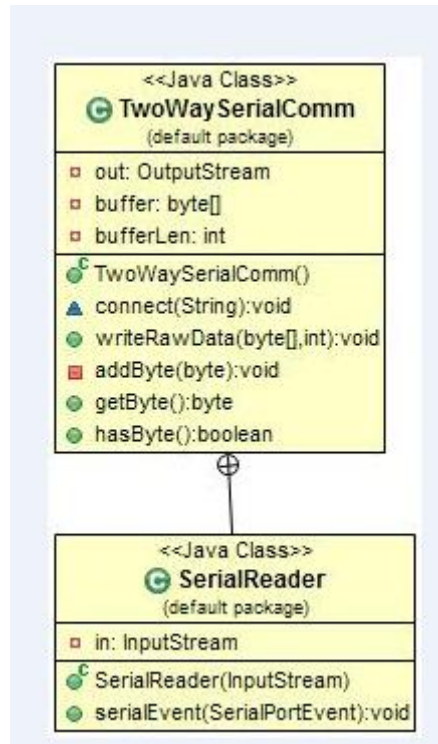 <<Java Class>>
TwoWaySerialComm
(default package)
out: OutputStream
buffer: byte[]
bufferLen: int
TwoWaySerialComm()
connect(String):void
writeRawData(byte[],int):void
addByte(byte):void
getByte():byte
hasByte():boolean
<<Java Class>>
SerialReader
(default package)
in: InputStream
SerialReader(InputStream)
serialEvent(SerialPortEvent):void